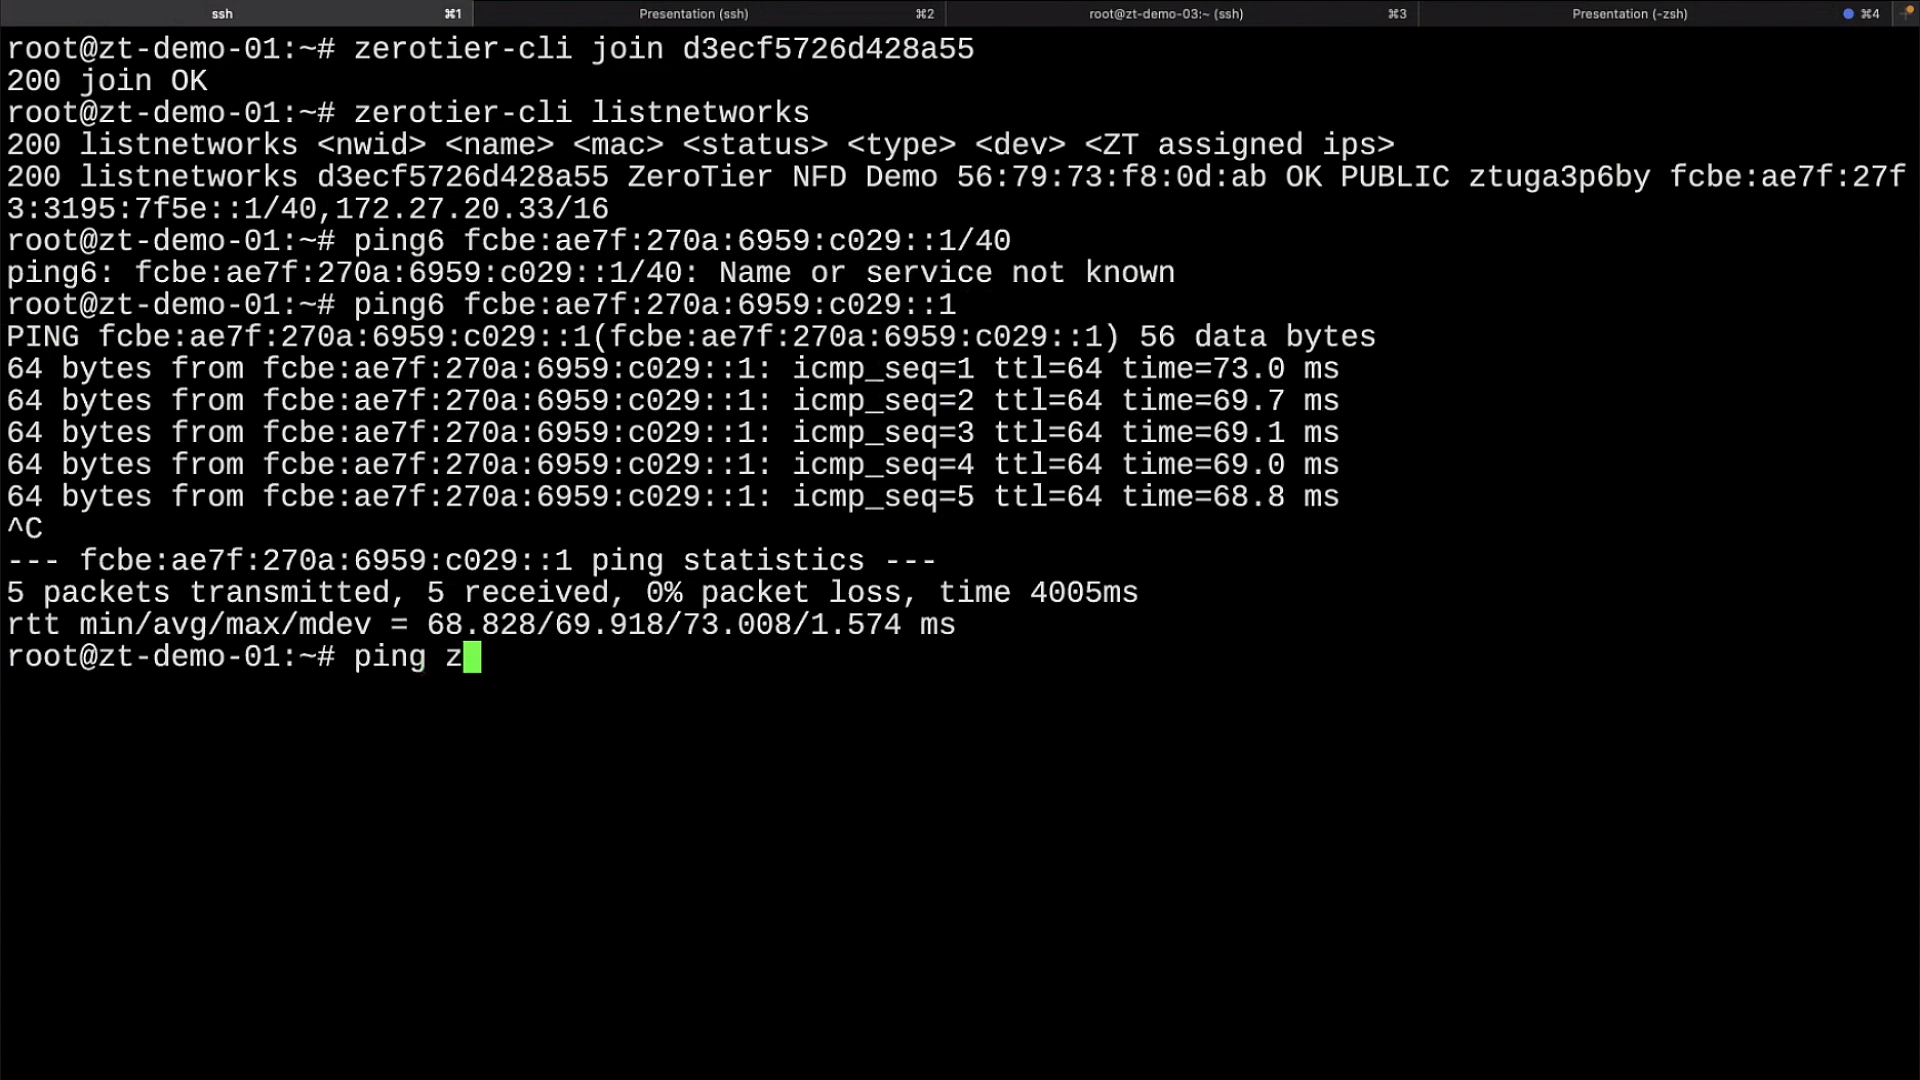 ssh ⌘1 Presentation (ssh) ⌘2 root@zt-demo-03:~ (ssh) ⌘3 Presentation (-zsh) ⌘4
root@zt-demo-01:~# zerotier-cli join d3ecf5726d428a55
200 join OK
root@zt-demo-01:~# zerotier-cli listnetworks
200 listnetworks <nwid> <name> <mac> <status> <type> <dev> <ZT assigned ips>
200 listnetworks d3ecf5726d428a55 ZeroTier NFD Demo 56:79:73:f8:0d:ab OK PUBLIC ztuga3p6by fcbe:ae7f:27f
3:3195:7f5e::1/40,172.27.20.33/16
root@zt-demo-01:~# ping6 fcbe:ae7f:270a:6959:c029::1/40
ping6: fcbe:ae7f:270a:6959:c029::1/40: Name or service not known
root@zt-demo-01:~# ping6 fcbe:ae7f:270a:6959:c029::1
PING fcbe:ae7f:270a:6959:c029::1(fcbe:ae7f:270a:6959:c029::1) 56 data bytes
64 bytes from fcbe:ae7f:270a:6959:c029::1: icmp_seq=1 ttl=64 time=73.0 ms
64 bytes from fcbe:ae7f:270a:6959:c029::1: icmp_seq=2 ttl=64 time=69.7 ms
64 bytes from fcbe:ae7f:270a:6959:c029::1: icmp_seq=3 ttl=64 time=69.1 ms
64 bytes from fcbe:ae7f:270a:6959:c029::1: icmp_seq=4 ttl=64 time=69.0 ms
64 bytes from fcbe:ae7f:270a:6959:c029::1: icmp_seq=5 ttl=64 time=68.8 ms
^C
--- fcbe:ae7f:270a:6959:c029::1 ping statistics ---
5 packets transmitted, 5 received, 0% packet loss, time 4005ms
rtt min/avg/max/mdev = 68.828/69.918/73.008/1.574 ms
root@zt-demo-01:~# ping z